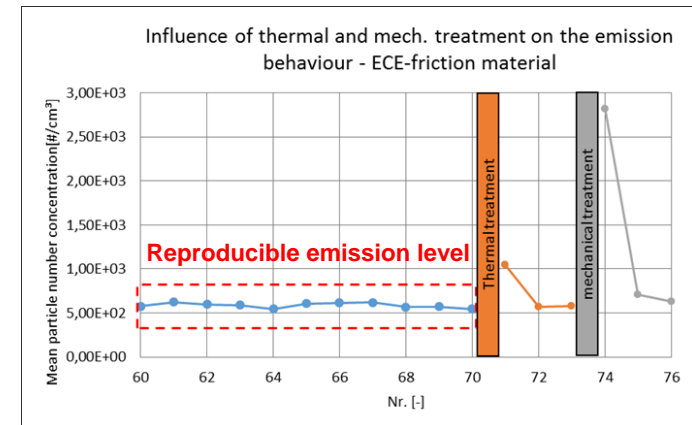 Influence of thermal and mech. treatment on the emission
behaviour - ECE-friction material
Mean particle number concentration[#/cm³]
3,00E+03
2,50E+03
2,00E+03
1,50E+03
1,00E+03
5,00E+02
0,00E+00
Reproducible emission level
Thermal treatment
mechanical treatment
60
62
64
66
68
70
72
74
76
Nr. [-]